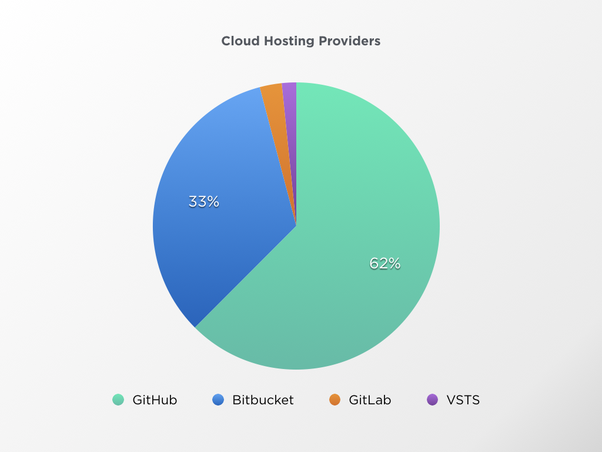 Cloud Hosting Providers
33%
62%
GitHub Bitbucket GitLab VSTS